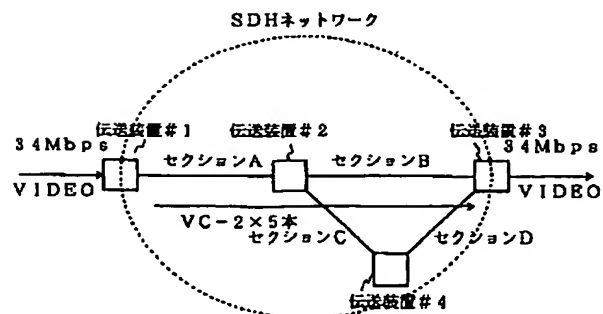 SDHネットワーク
伝送装置#1
伝送装置#2
伝送装置#3
34Mbps
34Mbps
セクションA
セクションB
VIDEO
VIDEO
VC-2×5本
セクションC
セクションD
伝送装置#4